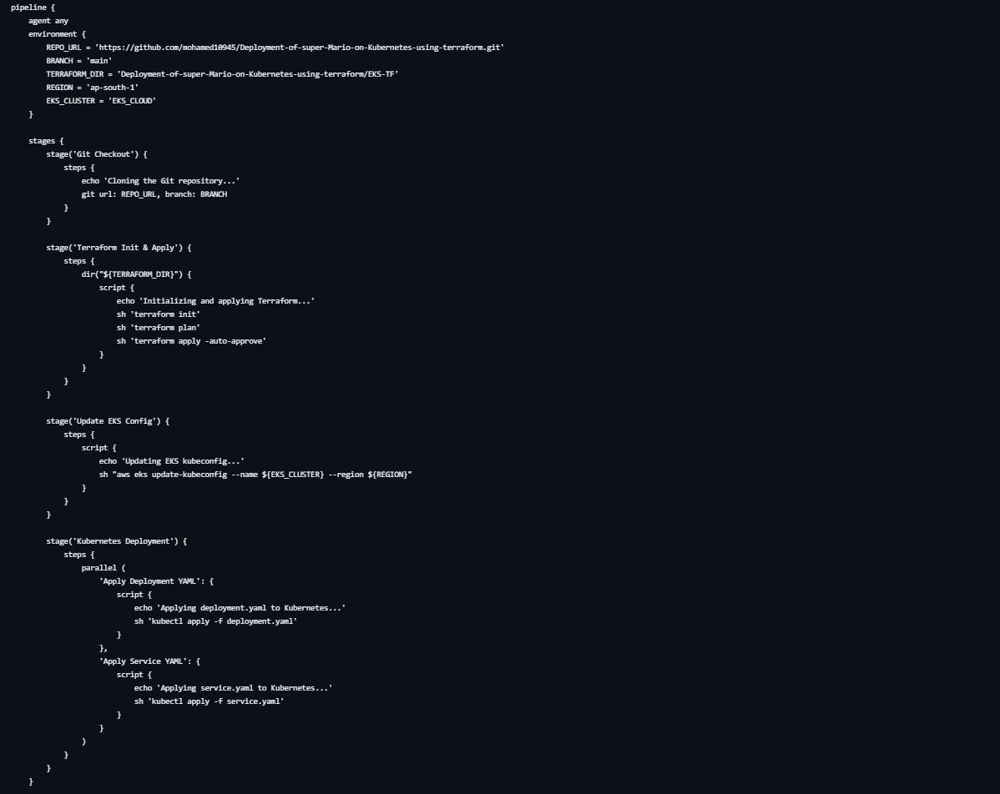 pipeline {
    agent any
    environment {
        REPO_URL = 'https://github.com/mohamed10945/Deployment-of-super-Mario-on-Kubernetes-using-terraform.git'
        BRANCH = 'main'
        TERRAFORM_DIR = 'Deployment-of-super-Mario-on-Kubernetes-using-terraform/EKS-TF'
        REGION = 'ap-south-1'
        EKS_CLUSTER = 'EKS_CLOUD'
    }

    stages {
        stage('Git Checkout') {
            steps {
                echo 'Cloning the Git repository...'
                git url: REPO_URL, branch: BRANCH
            }
        }

        stage('Terraform Init & Apply') {
            steps {
                dir("${TERRAFORM_DIR}") {
                    script {
                        echo 'Initializing and applying Terraform...'
                        sh 'terraform init'
                        sh 'terraform plan'
                        sh 'terraform apply -auto-approve'
                    }
                }
            }
        }

        stage('Update EKS Config') {
            steps {
                script {
                    echo 'Updating EKS kubeconfig...'
                    sh "aws eks update-kubeconfig --name ${EKS_CLUSTER} --region ${REGION}"
                }
            }
        }

        stage('Kubernetes Deployment') {
            steps {
                parallel (
                    'Apply Deployment YAML': {
                        script {
                            echo 'Applying deployment.yaml to Kubernetes...'
                            sh 'kubectl apply -f deployment.yaml'
                        }
                    },
                    'Apply Service YAML': {
                        script {
                            echo 'Applying service.yaml to Kubernetes...'
                            sh 'kubectl apply -f service.yaml'
                        }
                    }
                )
            }
        }
    }